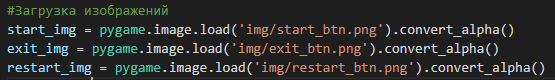 #Загрузка изображений
start_img = pygame.image.load('img/start_btn.png').convert_alpha()
exit_img = pygame.image.load('img/exit_btn.png').convert_alpha()
restart_img = pygame.image.load('img/restart_btn.png').convert_alpha()